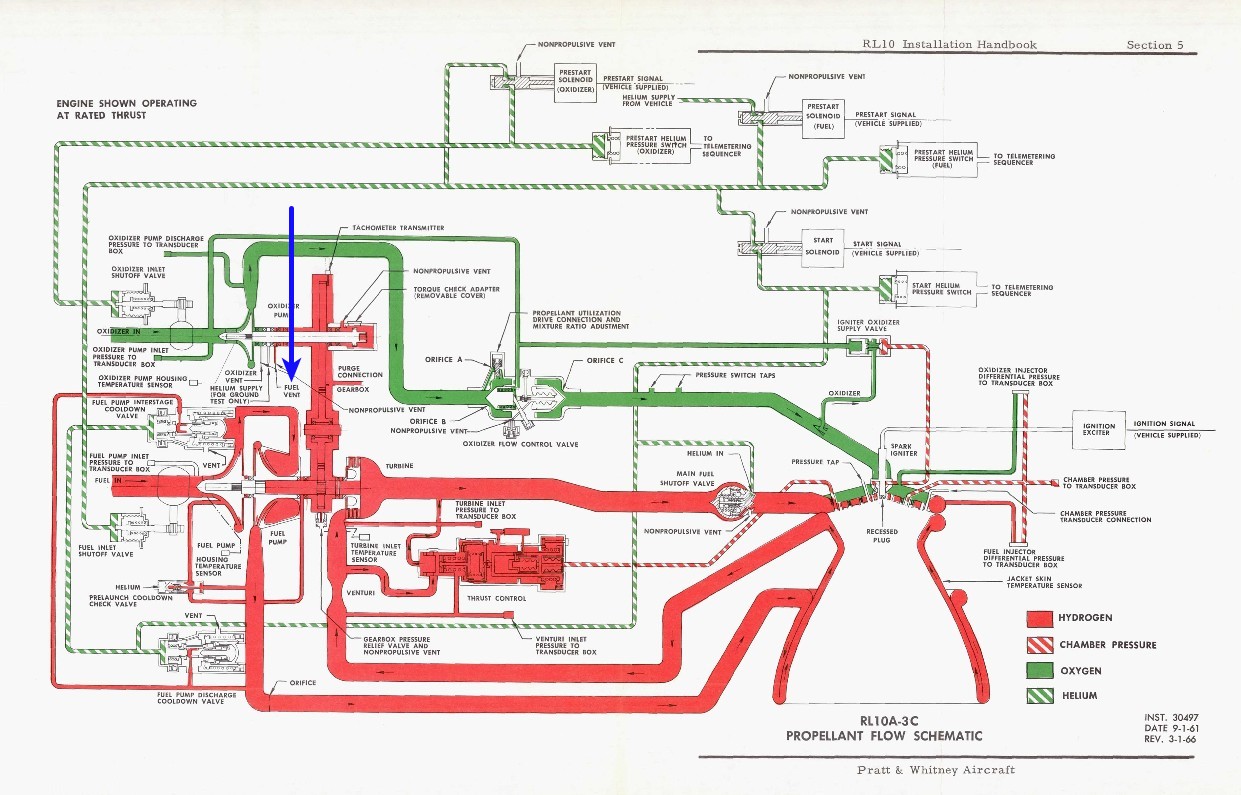 RL10 Installation Handbook
Section 5
ENGINE SHOWN OPERATING
AT RATED THRUST
NONPROPULSIVE VENT
PRESTART
SOLENOID
(OXIDIZER)
PRESTART SIGNAL
(VEHICLE SUPPLIED)
HELIUM SUPPLY
FROM VEHICLE
NONPROPULSIVE VENT
PRESTART
SOLENOID
(FUEL)
PRESTART SIGNAL
(VEHICLE SUPPLIED)
PRESTART HELIUM
PRESSURE SWITCH
(OXIDIZER)
TO
TELEMETERING
SEQUENCER
PRESTART HELIUM
PRESSURE SWITCH
(FUEL)
TO TELEMETERING
SEQUENCER
NONPROPULSIVE VENT
START
SOLENOID
START SIGNAL
(VEHICLE SUPPLIED)
START HELIUM
PRESSURE SWITCH
TO TELEMETERING
SEQUENCER
TACHOMETER TRANSMITTER
OXIDIZER PUMP DISCHARGE
PRESSURE TO TRANSDUCER
BOX
OXIDIZER INLET
SHUTOFF VALVE
NONPROPULSIVE VENT
TORQUE CHECK ADAPTER
(REMOVABLE COVER)
OXIDIZER
PUMP
OXIDIZER IN
OXIDIZER PUMP INLET
PRESSURE TO
TRANSDUCER BOX
OXIDIZER PUMP HOUSING
TEMPERATURE SENSOR
OXIDIZER
VENT
HELIUM SUPPLY
(FOR GROUND
TEST ONLY)
FUEL
VENT
PURGE
CONNECTION
GEARBOX
NONPROPULSIVE VENT
PROPELLANT UTILIZATION
DRIVE CONNECTION AND
MIXTURE RATIO ADUSTMENT
ORIFICE A
ORIFICE C
ORIFICE B
NONPROPULSIVE VENT
OXIDIZER FLOW CONTROL VALVE
PRESSURE SWITCH TAPS
IGNITER OXIDIZER
SUPPLY VALVE
OXIDIZER
OXIDIZER INJECTOR
DIFFERENTIAL PRESSURE
TO TRANSDUCER BOX
IGNITION
EXCITER
IGNITION SIGNAL
(VEHICLE SUPPLIED)
SPARK
IGNITER
FUEL PUMP INTERSTAGE
COOLDOWN
VALVE
FUEL PUMP INLET
PRESSURE TO
TRANSDUCER BOX
VENT
FUEL IN
TURBINE
HELIUM IN
MAIN FUEL
SHUTOFF VALVE
PRESSURE TAP
NONPROPULSIVE VENT
RECESSED
PLUG
CHAMBER PRESSURE
TO TRANSDUCER BOX
CHAMBER PRESSURE
TRANSDUCER CONNECTION
TURBINE INLET
PRESSURE TO
TRANSDUCER BOX
FUEL INLET
SHUTOFF VALVE
FUEL PUMP
HOUSING
TEMPERATURE
SENSOR
FUEL
PUMP
TURBINE INLET
TEMPERATURE
SENSOR
FUEL INJECTOR
DIFFERENTIAL PRESSURE
TO TRANSDUCER BOX
JACKET SKIN
TEMPERATURE SENSOR
HELIUM
PRELAUNCH COOLDOWN
CHECK VALVE
VENTURI
THRUST CONTROL
VENT
GEARBOX PRESSURE
RELIEF VALVE AND
NONPROPULSIVE VENT
VENTURI INLET
PRESSURE TO
TRANSDUCER BOX
ORIFICE
FUEL PUMP DISCHARGE
COOLDOWN VALVE
HYDROGEN
CHAMBER PRESSURE
OXYGEN
HELIUM
RL10A-3C
PROPELLANT FLOW SCHEMATIC
INST. 30497
DATE 9-1-61
REV. 3-1-66
Pratt & Whitney Aircraft